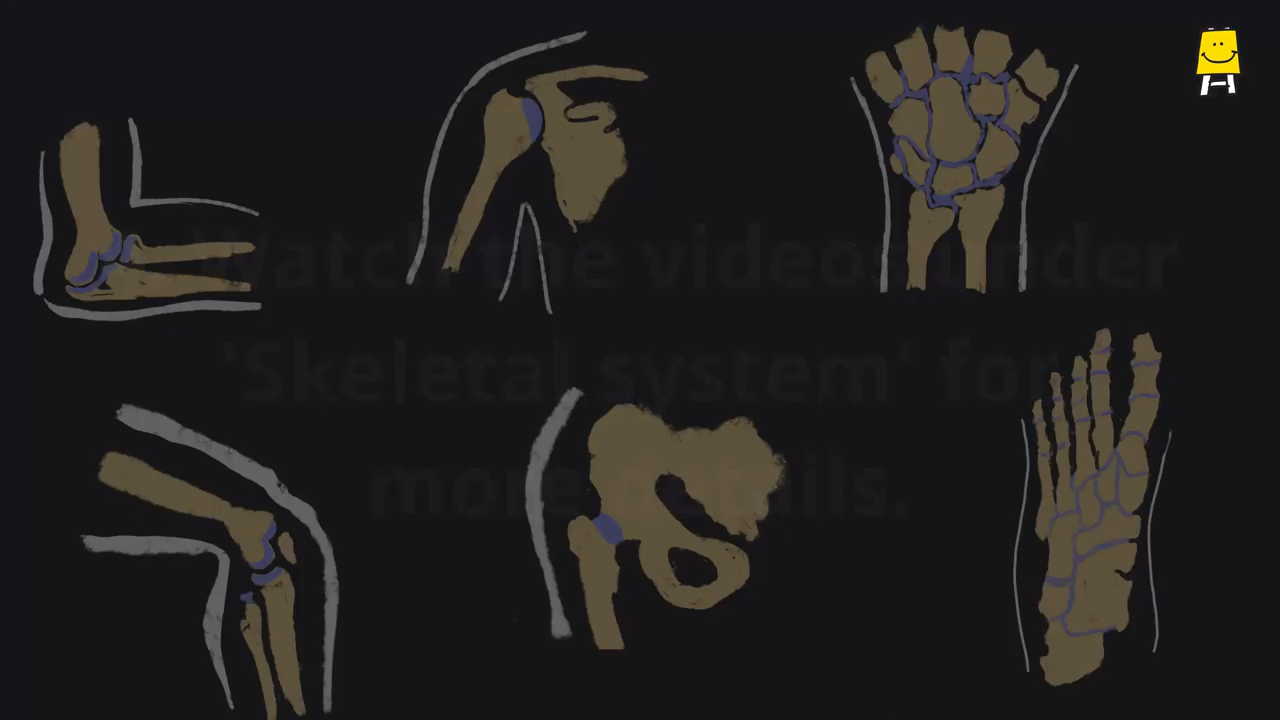 Watch the videos under
'Skeletal system' for
more details.